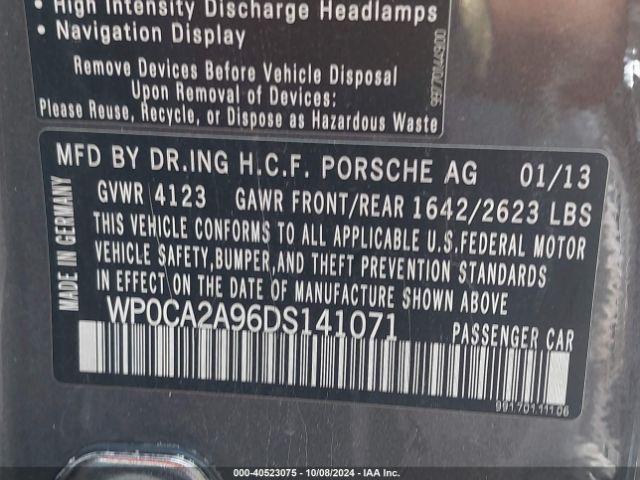 • High Intensity Discharge Headlamps
• Navigation Display
Remove Devices Before Vehicle Disposal
Upon Removal of Devices:
Please Reuse, Recycle, or Dispose as Hazardous Waste
MFD BY DR.ING H.C.F. PORSCHE AG 01/13
GVWR 4123 GAWR FRONT/REAR 1642/2623 LBS
THIS VEHICLE CONFORMS TO ALL APPLICABLE U.S.FEDERAL MOTOR
VEHICLE SAFETY,BUMPER,AND THEFT PREVENTION STANDARDS
IN EFFECT ON THE DATE OF MANUFACTURE SHOWN ABOVE
WP0CA2A96DS141071
PASSENGER CAR
MADE IN GERMANY
991.701.111.06
000-40523075 - 10/08/2024 - IAA Inc.